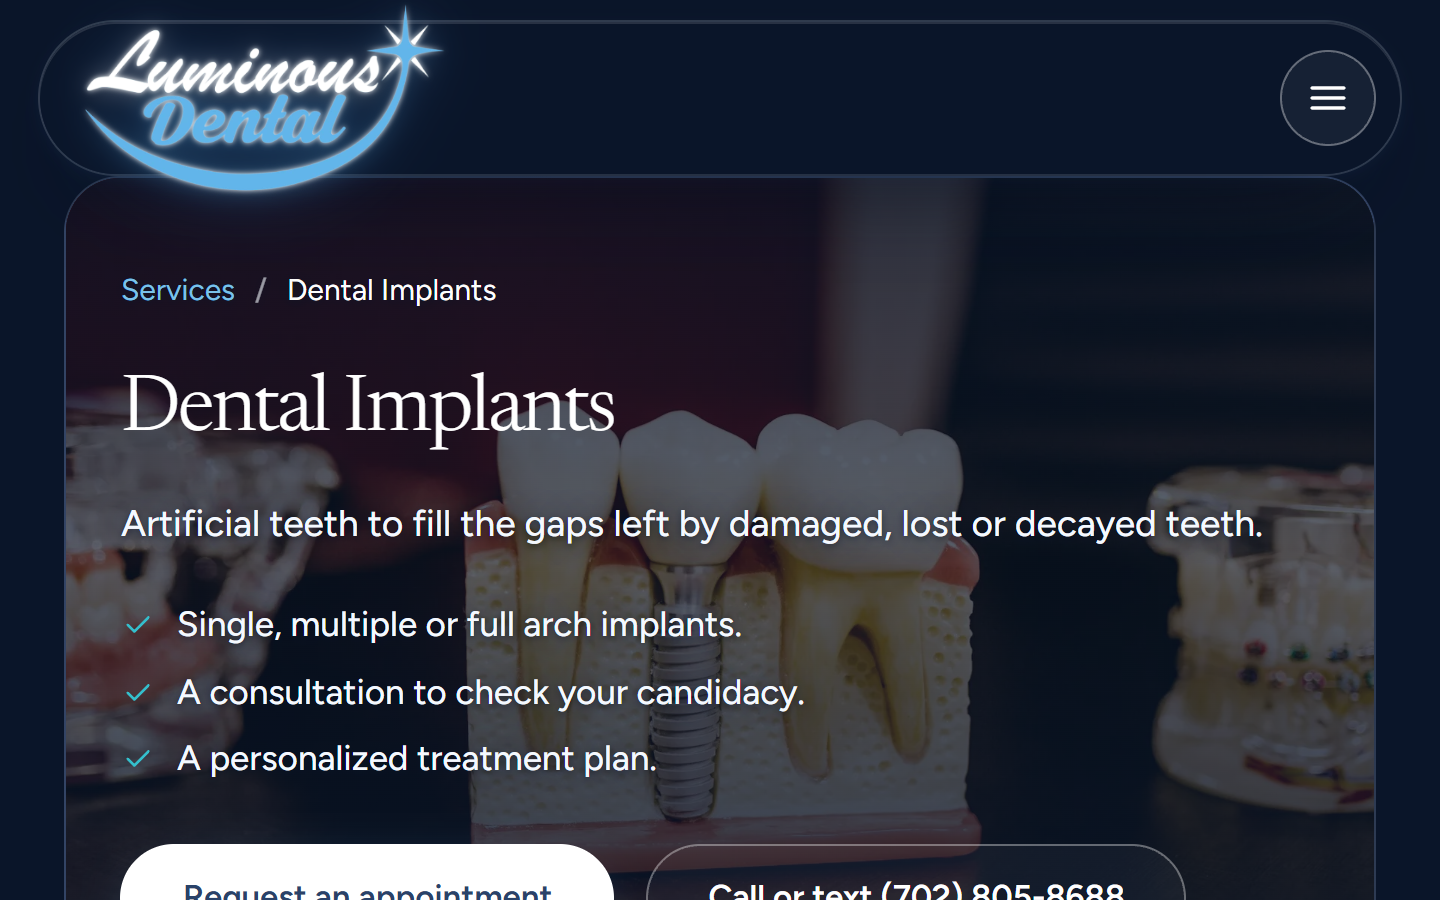 Luminous
Dental
Services / Dental Implants
Dental Implants
Artificial teeth to fill the gaps left by damaged, lost or decayed teeth.
Single, multiple or full arch implants.
A consultation to check your candidacy.
A personalized treatment plan.
Request an appointment
Call or text (702) 805-8688